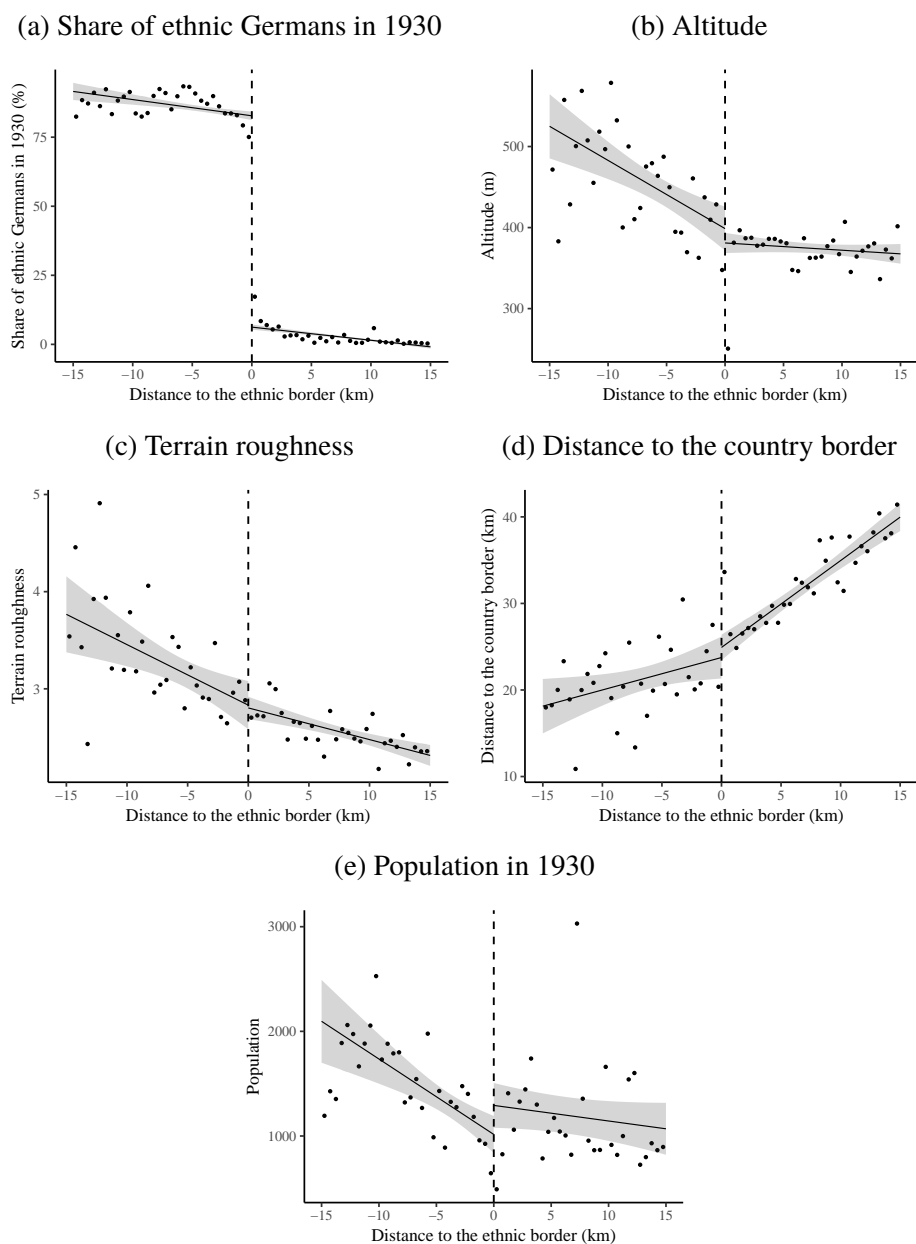 (a) Share of ethnic Germans in 1930
Share of ethnic Germans in 1930 (%)
75
50
25
0
−15 −10 −5 0 5 10 15
Distance to the ethnic border (km)
(b) Altitude
Altitude (m)
500
400
300
−15 −10 −5 0 5 10 15
Distance to the ethnic border (km)
(c) Terrain roughness
Terrain rouhghness
5
4
3
−15 −10 −5 0 5 10 15
Distance to the ethnic border (km)
(d) Distance to the country border
Distance to the country border (km)
40
30
20
10
−15 −10 −5 0 5 10 15
Distance to the ethnic border (km)
(e) Population in 1930
Population
3000
2000
1000
−15 −10 −5 0 5 10 15
Distance to the ethnic border (km)